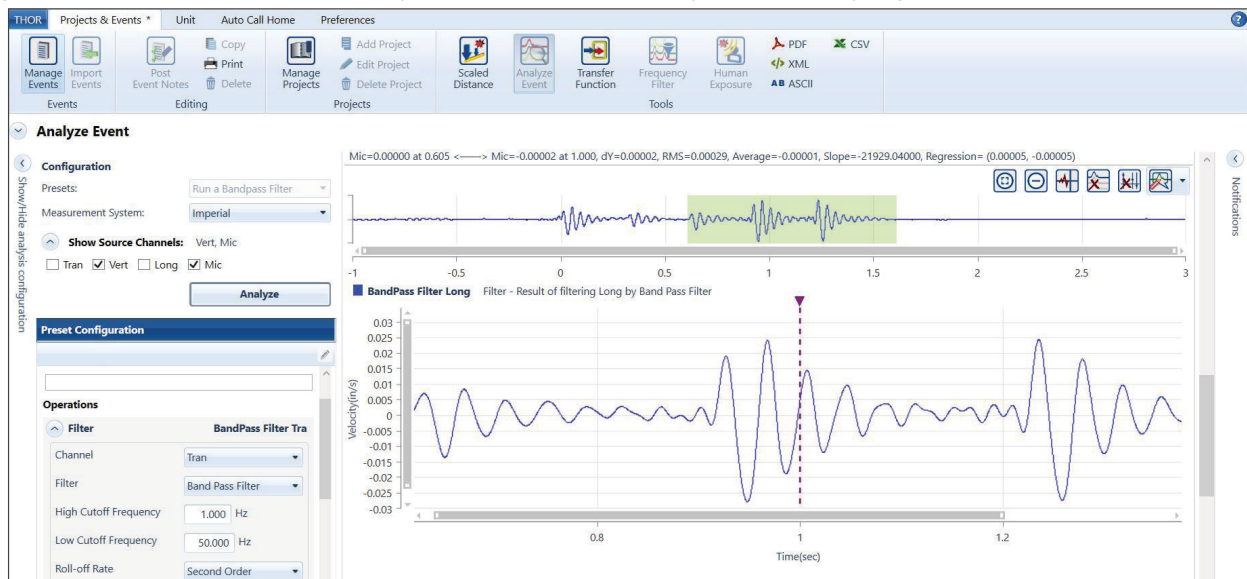 THOR Projects & Events * Unit Auto Call Home Preferences
Manage Events
Import Events
Events
Post Event Notes
Copy
Print
Delete
Editing
Manage Projects
Add Project
Edit Project
Delete Project
Projects
Scaled Distance
Analyze Event
Transfer Function
Frequency Filter
Human Exposure
PDF
XML
AB ASCII
CSV
Tools
Analyze Event
Show/Hide analysis configuration
Configuration
Presets: Run a Bandpass Filter
Measurement System: Imperial
Show Source Channels: Vert, Mic
Tran Vert Long Mic
Analyze
Preset Configuration
Operations
Filter BandPass Filter Tra
Channel Tran
Filter Band Pass Filter
High Cutoff Frequency 1.000 Hz
Low Cutoff Frequency 50.000 Hz
Roll-off Rate Second Order
Mic=0.00000 at 0.605 <——> Mic=-0.00002 at 1.000, dY=0.00002, RMS=0.00029, Average=-0.00001, Slope=-21929.04000, Regression= (0.00005, -0.00005)
-1 -0.5 0 0.5 1 1.5 2 2.5 3
BandPass Filter Long Filter - Result of filtering Long by Band Pass Filter
Velocity(in/s)
0.03
0.025
0.02
0.015
0.01
0.005
0
-0.005
-0.01
-0.015
-0.02
-0.025
-0.03
0.8 1 1.2
Time(sec)
Notifications